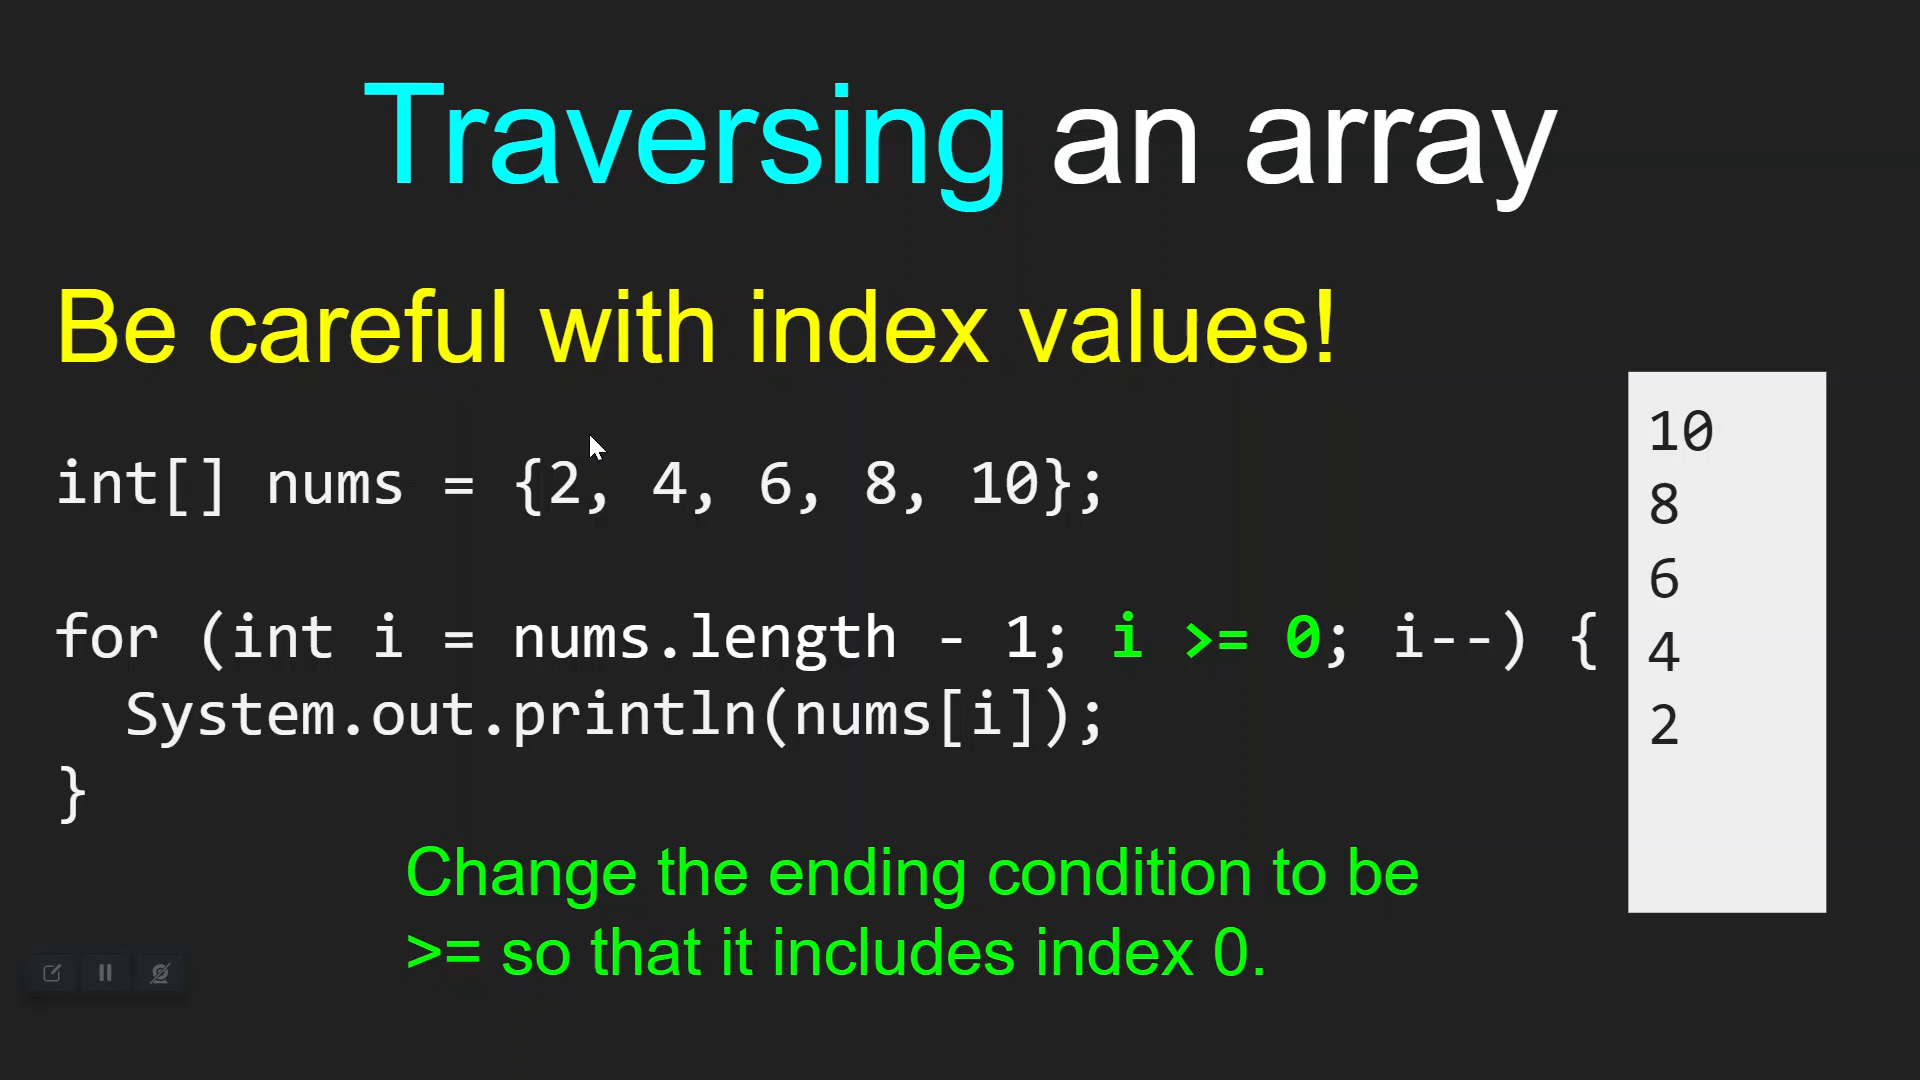 Traversing an array
Be careful with index values!
int[] nums = {2, 4, 6, 8, 10};
for (int i = nums.length - 1; i >= 0; i--) {
  System.out.println(nums[i]);
}
10
8
6
4
2
Change the ending condition to be
>= so that it includes index 0.